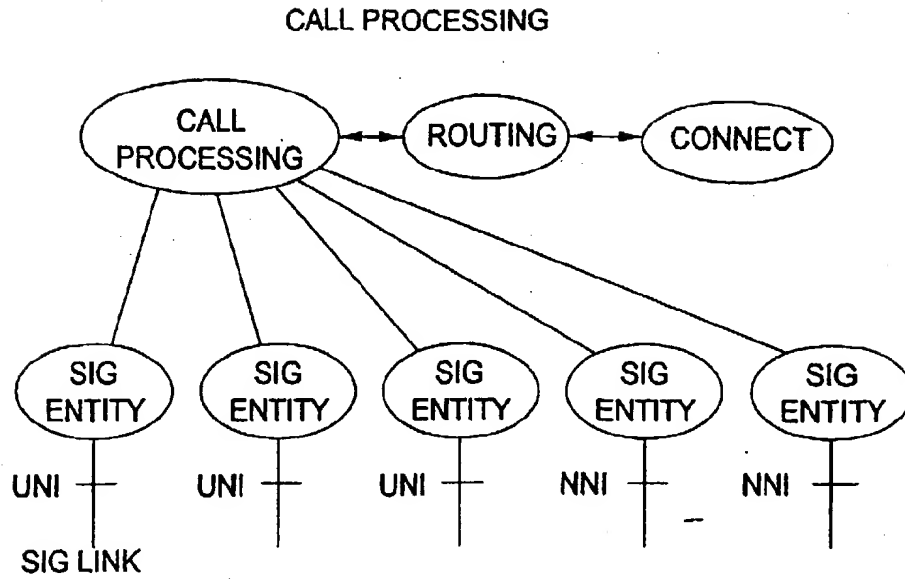 CALL PROCESSING
CALL
PROCESSING
ROUTING
CONNECT
SIG
ENTITY
SIG
ENTITY
SIG
ENTITY
SIG
ENTITY
SIG
ENTITY
UNI
UNI
UNI
NNI
NNI
SIG LINK